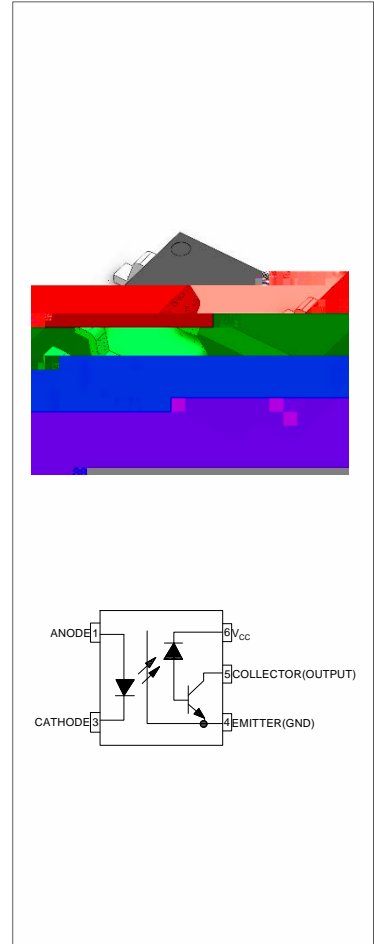 ANODE 1
6 VCC
5 COLLECTOR(OUTPUT)
CATHODE 3
4 EMITTER(GND)